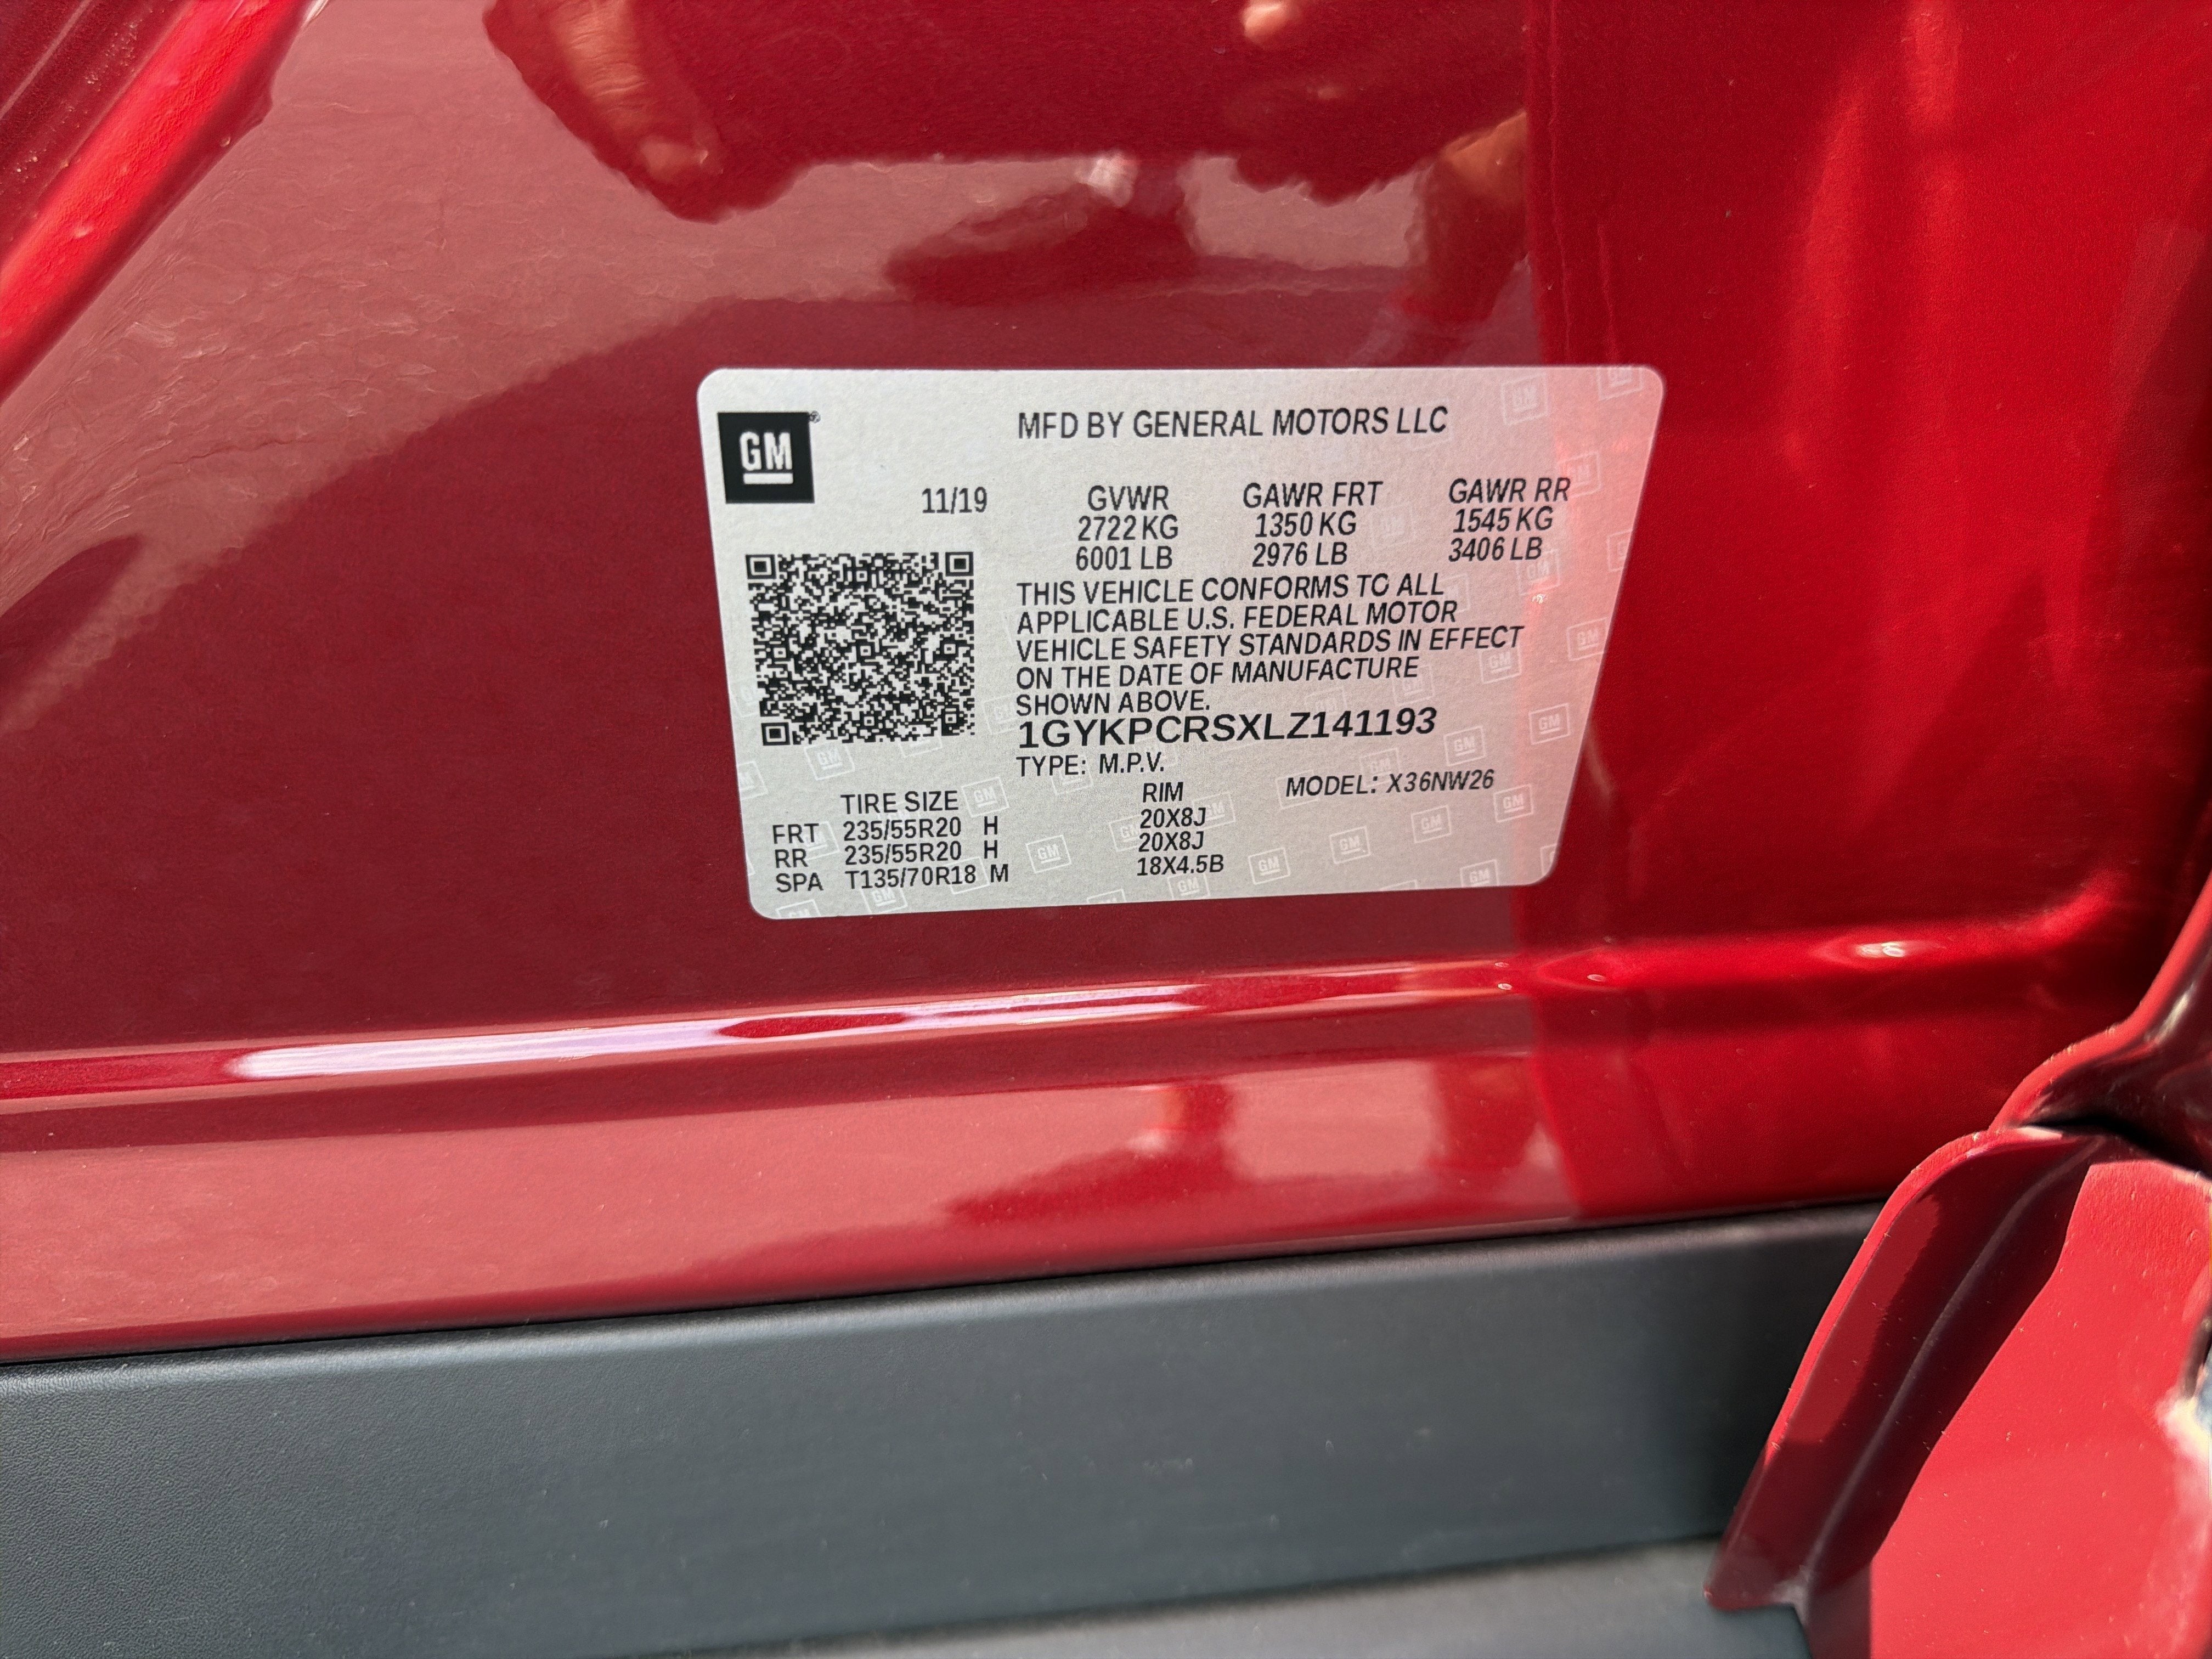 GM
MFD BY GENERAL MOTORS LLC
11/19 GVWR GAWR FRT GAWR RR
2722 KG 1350 KG 1545 KG
6001 LB 2976 LB 3406 LB
THIS VEHICLE CONFORMS TO ALL
APPLICABLE U.S. FEDERAL MOTOR
VEHICLE SAFETY STANDARDS IN EFFECT
ON THE DATE OF MANUFACTURE
SHOWN ABOVE.
1GYKPCRSXLZ141193
TYPE: M.P.V. MODEL: X36NW26
TIRE SIZE RIM
FRT 235/55R20 H 20X8J
RR 235/55R20 H 20X8J
SPA T135/70R18 M 18X4.5B